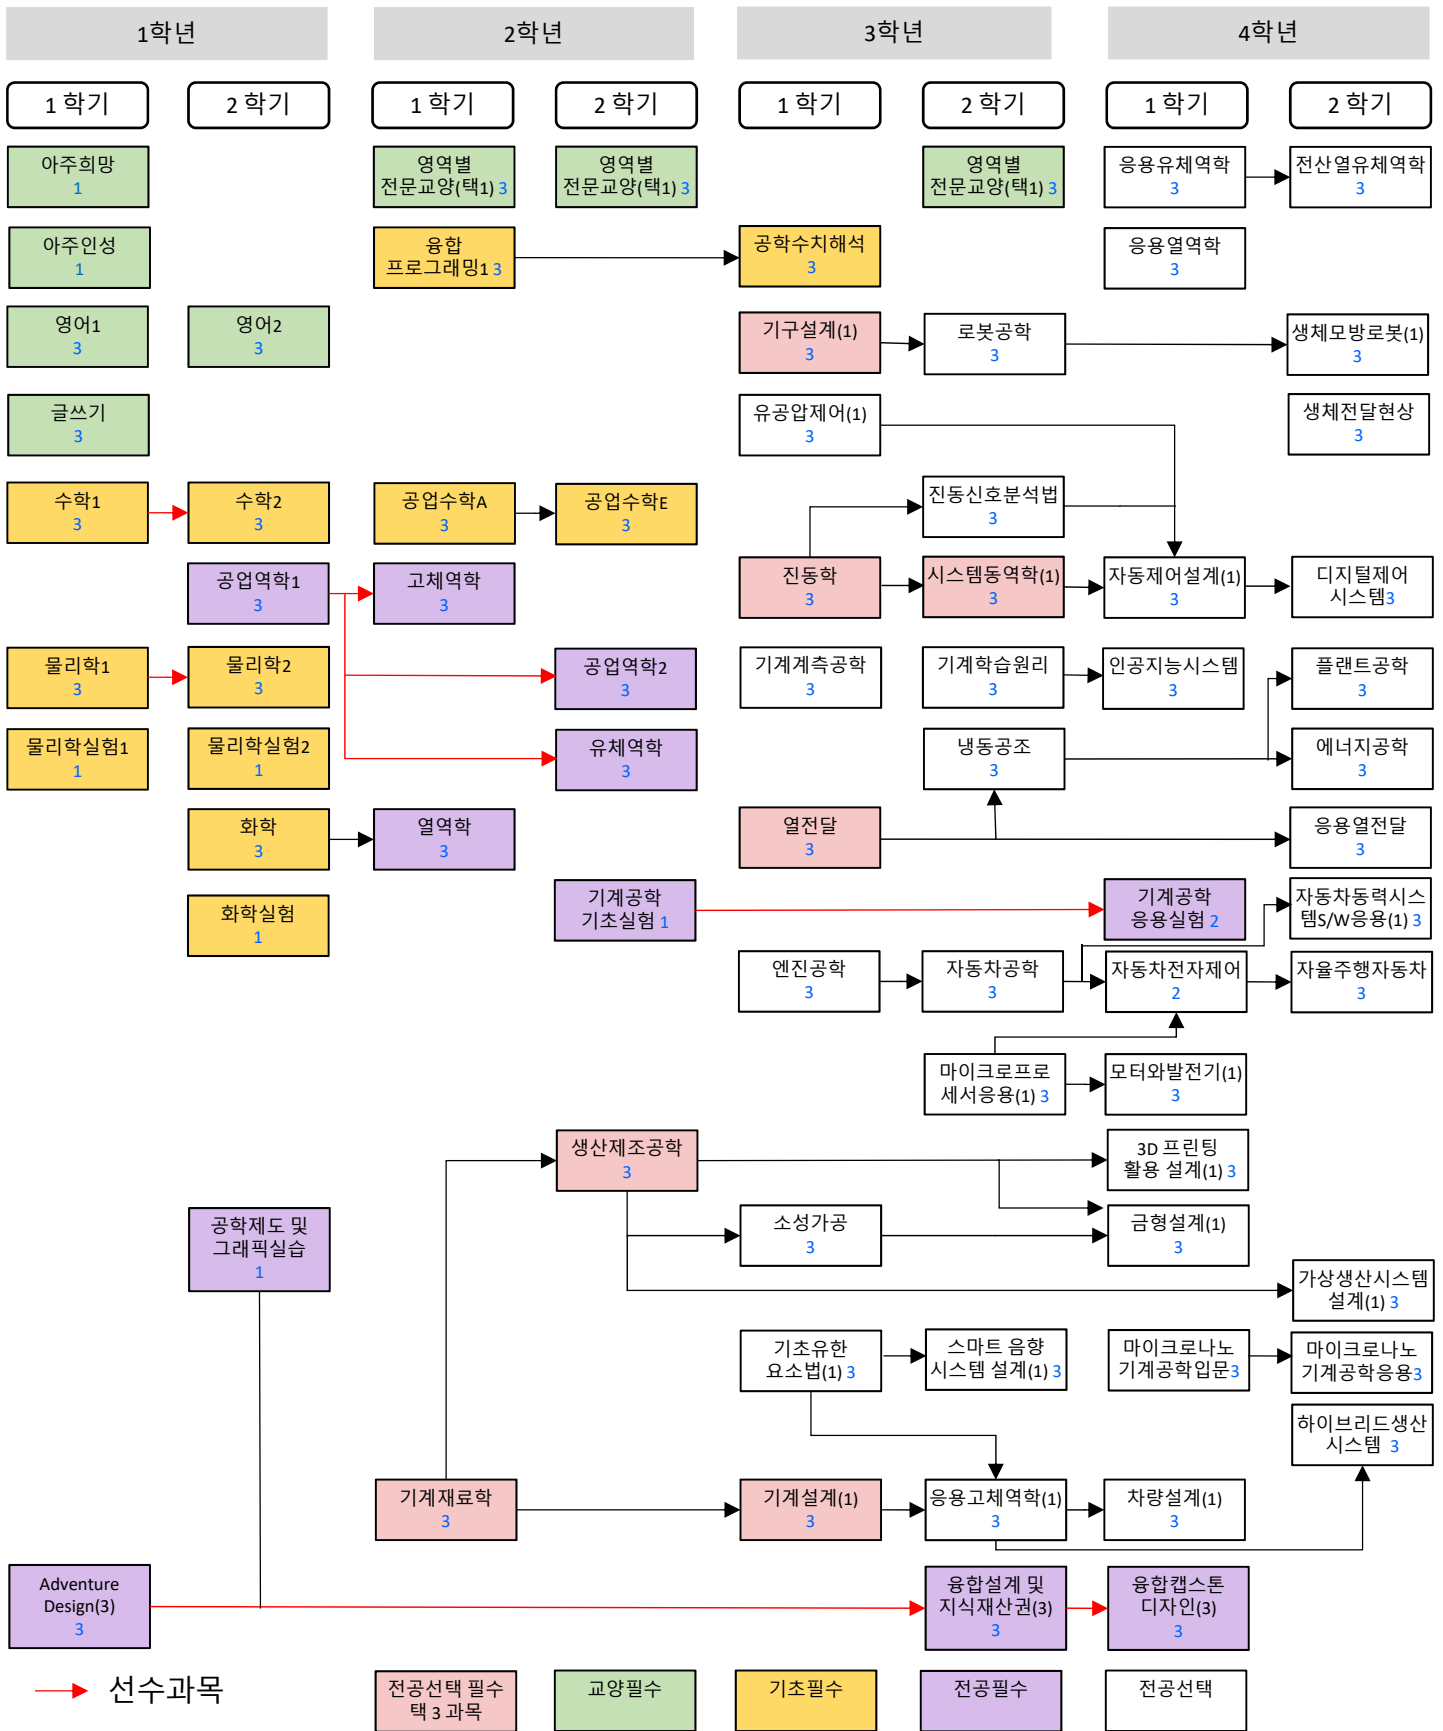 1학년
2학년
3학년
4학년
1 학기
2 학기
1 학기
2 학기
1 학기
2 학기
1 학기
2 학기
아주희망
1
영역별
전문교양(택1) 3
영역별
전문교양(택1) 3
영역별
전문교양(택1) 3
응용유체역학
3
전산열유체역학
3
아주인성
1
융합
프로그래밍1 3
공학수치해석
3
응용열역학
3
영어1
3
영어2
3
기구설계(1)
3
로봇공학
3
생체모방로봇(1)
3
글쓰기
3
유공압제어(1)
3
생체전달현상
3
수학1
3
수학2
3
공업수학A
3
공업수학E
3
진동신호분석법
3
공업역학1
3
고체역학
3
진동학
3
시스템동역학(1)
3
자동제어설계(1)
3
디지털제어
시스템3
물리학1
3
물리학2
3
공업역학2
3
기계계측공학
3
기계학습원리
3
인공지능시스템
3
플랜트공학
3
물리학실험1
1
물리학실험2
1
유체역학
3
냉동공조
3
에너지공학
3
화학
3
열역학
3
열전달
3
응용열전달
3
화학실험
1
기계공학
기초실험 1
기계공학
응용실험 2
자동차동력시스
템S/W응용(1) 3
엔진공학
3
자동차공학
3
자동차전자제어
2
자율주행자동차
3
마이크로프로
세서응용(1) 3
모터와발전기(1)
3
생산제조공학
3
3D 프린팅
활용 설계(1) 3
공학제도 및
그래픽실습
1
소성가공
3
금형설계(1)
3
가상생산시스템
설계(1) 3
기초유한
요소법(1) 3
스마트 음향
시스템 설계(1) 3
마이크로나노
기계공학입문3
마이크로나노
기계공학응용3
하이브리드생산
시스템 3
기계재료학
3
기계설계(1)
3
응용고체역학(1)
3
차량설계(1)
3
Adventure
Design(3)
3
융합설계 및
지식재산권(3)
3
융합캡스톤
디자인(3)
3
선수과목
전공선택 필수
택 3 과목
교양필수
기초필수
전공필수
전공선택